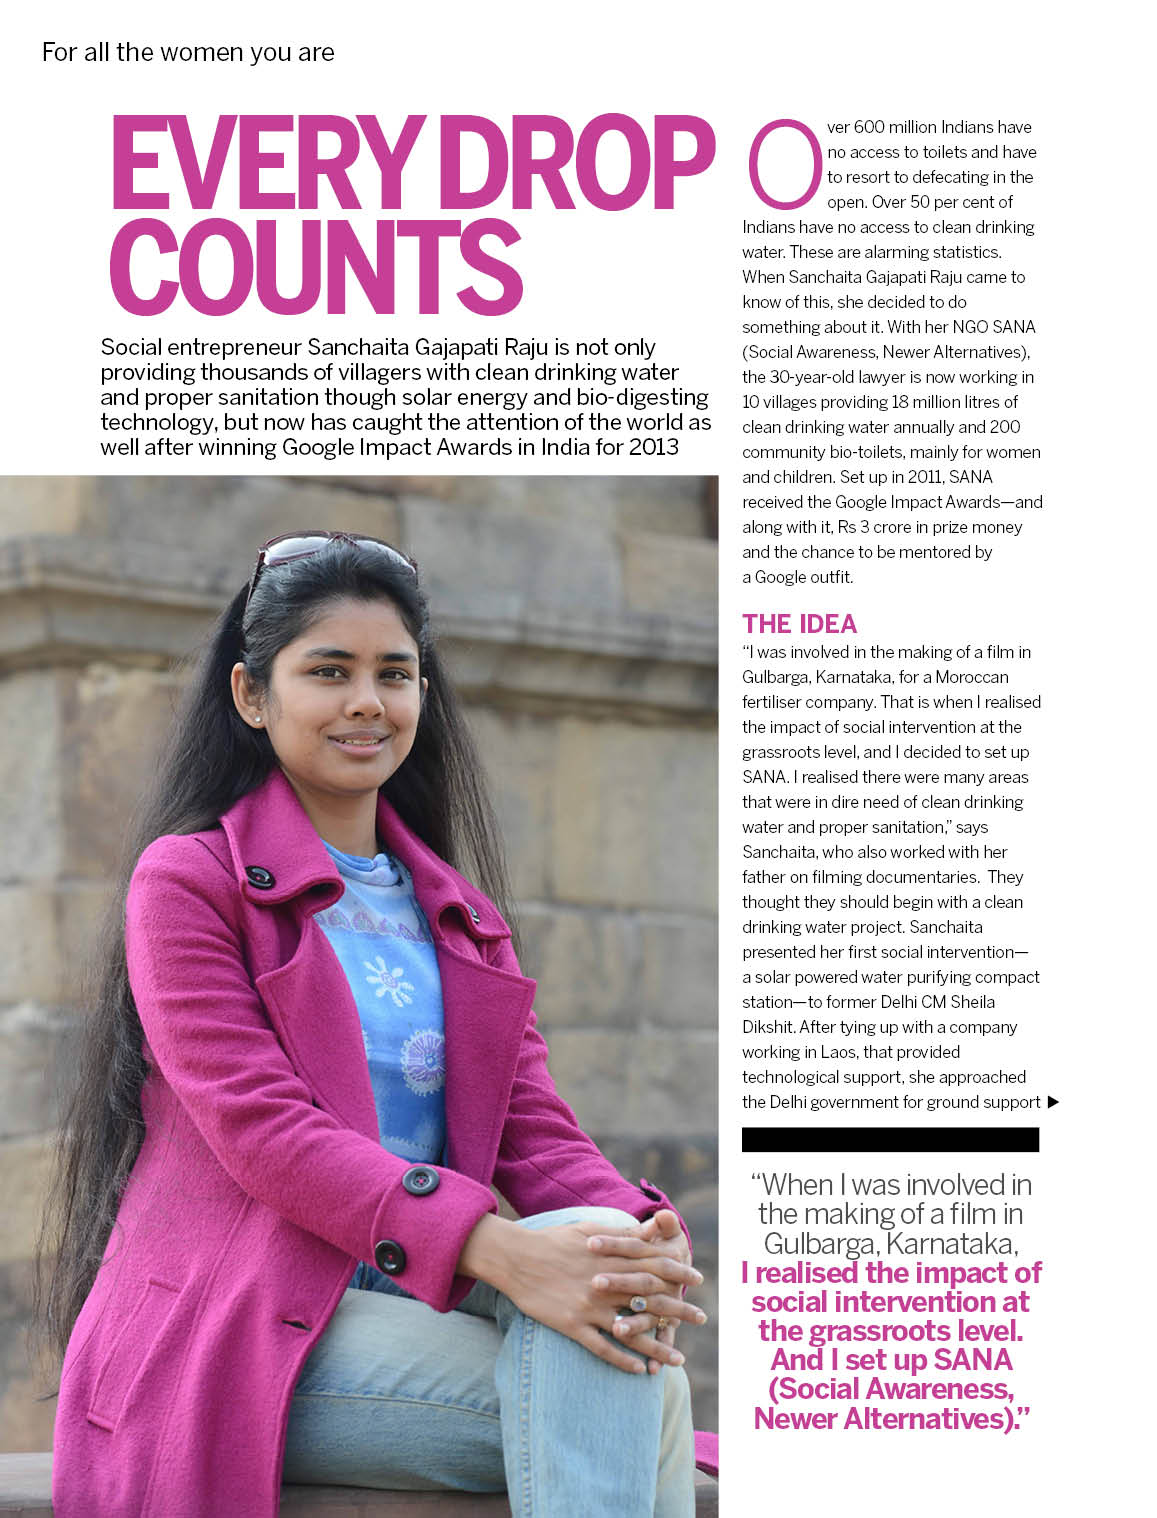 For all the women you are
EVERY DROP
COUNTS
Social entrepreneur Sanchaita Gajapati Raju is not only
providing thousands of villagers with clean drinking water
and proper sanitation though solar energy and bio-digesting
technology, but now has caught the attention of the world as
well after winning Google Impact Awards in India for 2013
Over 600 million Indians have
no access to toilets and have
to resort to defecating in the
open. Over 50 per cent of
Indians have no access to clean drinking
water. These are alarming statistics.
When Sanchaita Gajapati Raju came to
know of this, she decided to do
something about it. With her NGO SANA
(Social Awareness, Newer Alternatives),
the 30-year-old lawyer is now working in
10 villages providing 18 million litres of
clean drinking water annually and 200
community bio-toilets, mainly for women
and children. Set up in 2011, SANA
received the Google Impact Awards—and
along with it, Rs 3 crore in prize money
and the chance to be mentored by
a Google outfit.
THE IDEA
“I was involved in the making of a film in
Gulbarga, Karnataka, for a Moroccan
fertiliser company. That is when I realised
the impact of social intervention at the
grassroots level, and I decided to set up
SANA. I realised there were many areas
that were in dire need of clean drinking
water and proper sanitation,” says
Sanchaita, who also worked with her
father on filming documentaries. They
thought they should begin with a clean
drinking water project. Sanchaita
presented her first social intervention—
a solar powered water purifying compact
station—to former Delhi CM Sheila
Dikshit. After tying up with a company
working in Laos, that provided
technological support, she approached
the Delhi government for ground support ▶
“When I was involved in
the making of a film in
Gulbarga, Karnataka,
I realised the impact of
social intervention at
the grassroots level.
And I set up SANA
(Social Awareness,
Newer Alternatives).”